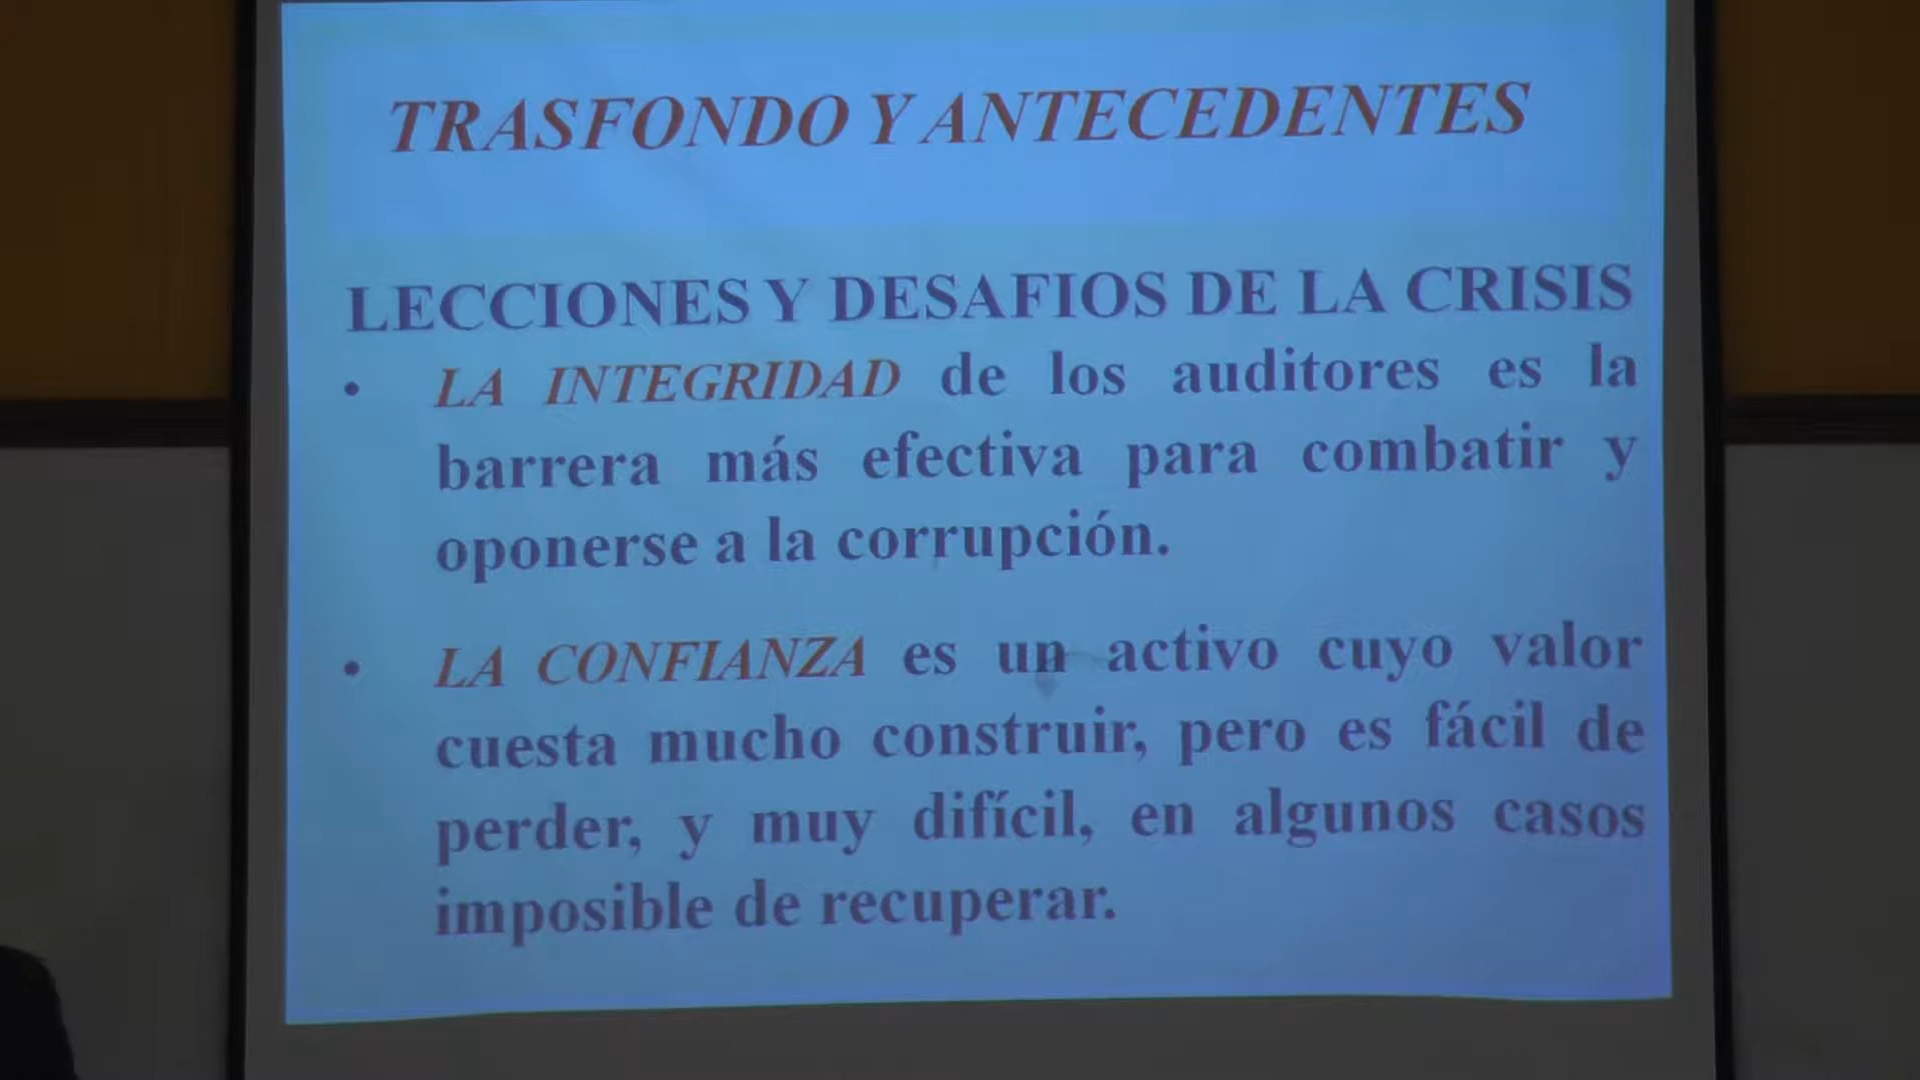 TRASFONDO Y ANTECEDENTES
LECCIONES Y DESAFIOS DE LA CRISIS
• LA INTEGRIDAD de los auditores es la
barrera más efectiva para combatir y
oponerse a la corrupción.
• LA CONFIANZA es un activo cuyo valor
cuesta mucho construir, pero es fácil de
perder, y muy difícil, en algunos casos
imposible de recuperar.